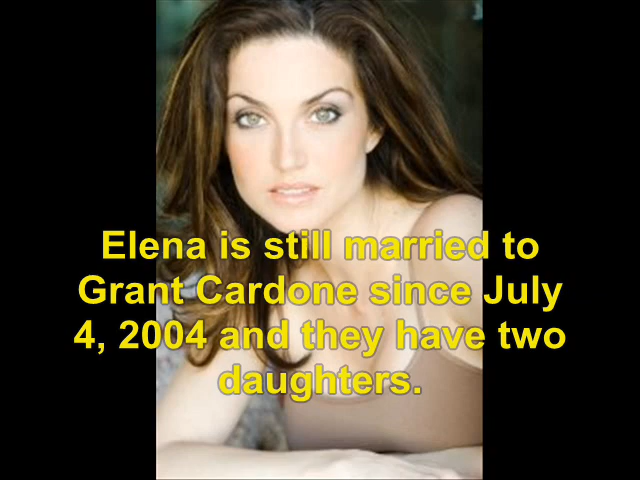 Elena is still married to
Grant Cardone since July
4, 2004 and they have two
daughters.